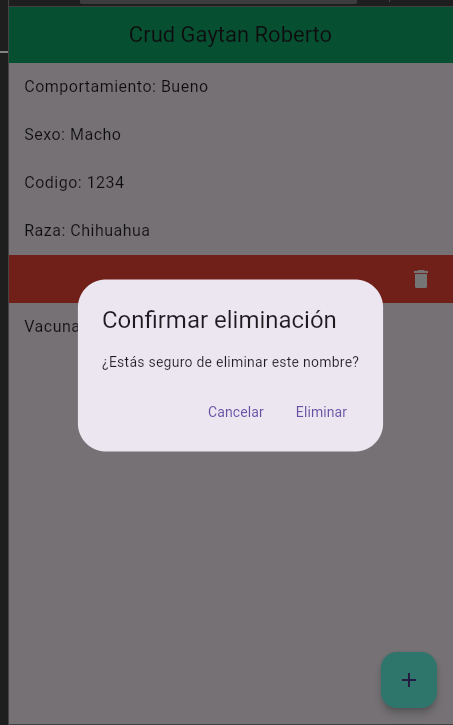 Crud Gaytan Roberto
Comportamiento: Bueno
Sexo: Macho
Codigo: 1234
Raza: Chihuahua
Confirmar eliminación
Vacuna
¿Estás seguro de eliminar este nombre?
Cancelar Eliminar